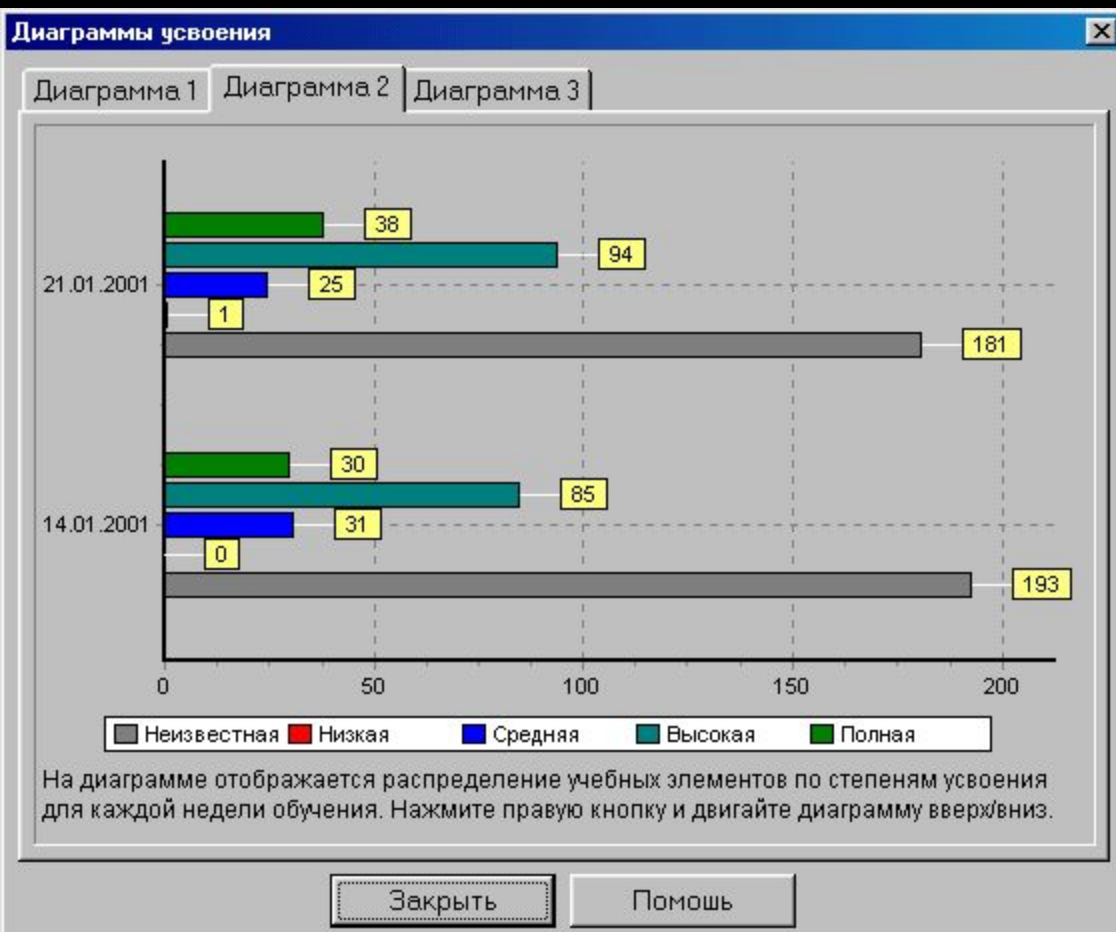 Диаграммы усвоения
Диаграмма 1 Диаграмма 2 Диаграмма 3
38
94
21.01.2001 25
1
181
30
85
14.01.2001 31
0
193
0 50 100 150 200
Неизвестная Низкая Средняя Высокая Полная
На диаграмме отображается распределение учебных элементов по степеням усвоения
для каждой недели обучения. Нажмите правую кнопку и двигайте диаграмму вверх/вниз.
Закрыть Помошь